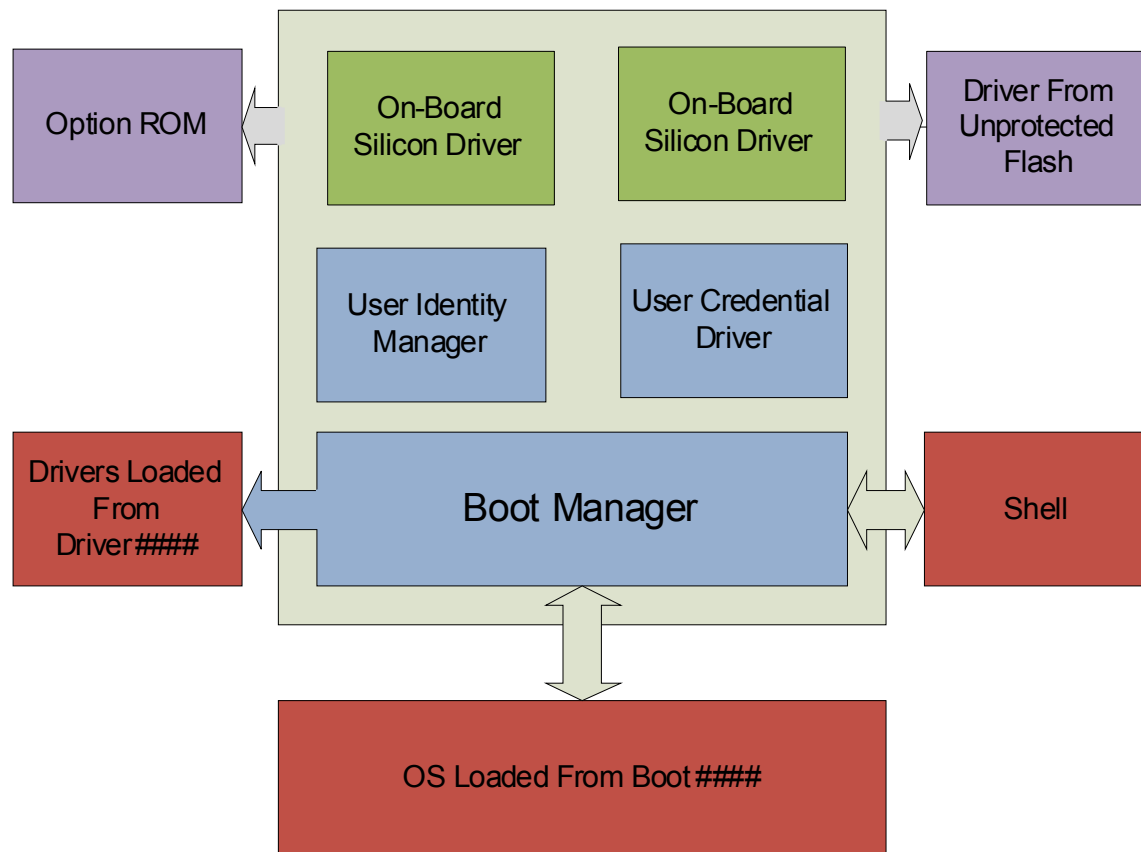 Option ROM
On-Board
Silicon Driver
On-Board
Silicon Driver
Driver From
Unprotected
Flash
User Identity
Manager
User Credential
Driver
Drivers Loaded
From
Driver####
Boot Manager
Shell
OS Loaded From Boot ####